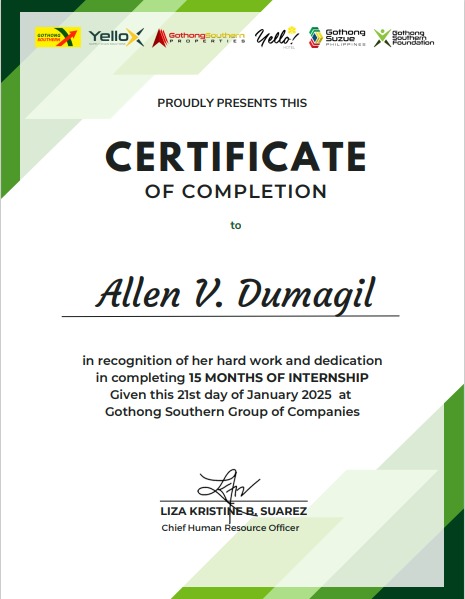 GOTHONG SOUTHERN X YelloX GothongSouthern PROPERTIES Yello! HOTEL Gothong Suzue PHILIPPINES Gothong Southern Foundation
PROUDLY PRESENTS THIS
CERTIFICATE
OF COMPLETION
to
Allen V. Dumagil
in recognition of her hard work and dedication
in completing 15 MONTHS OF INTERNSHIP
Given this 21st day of January 2025 at
Gothong Southern Group of Companies
LIZA KRISTINE B. SUAREZ
Chief Human Resource Officer